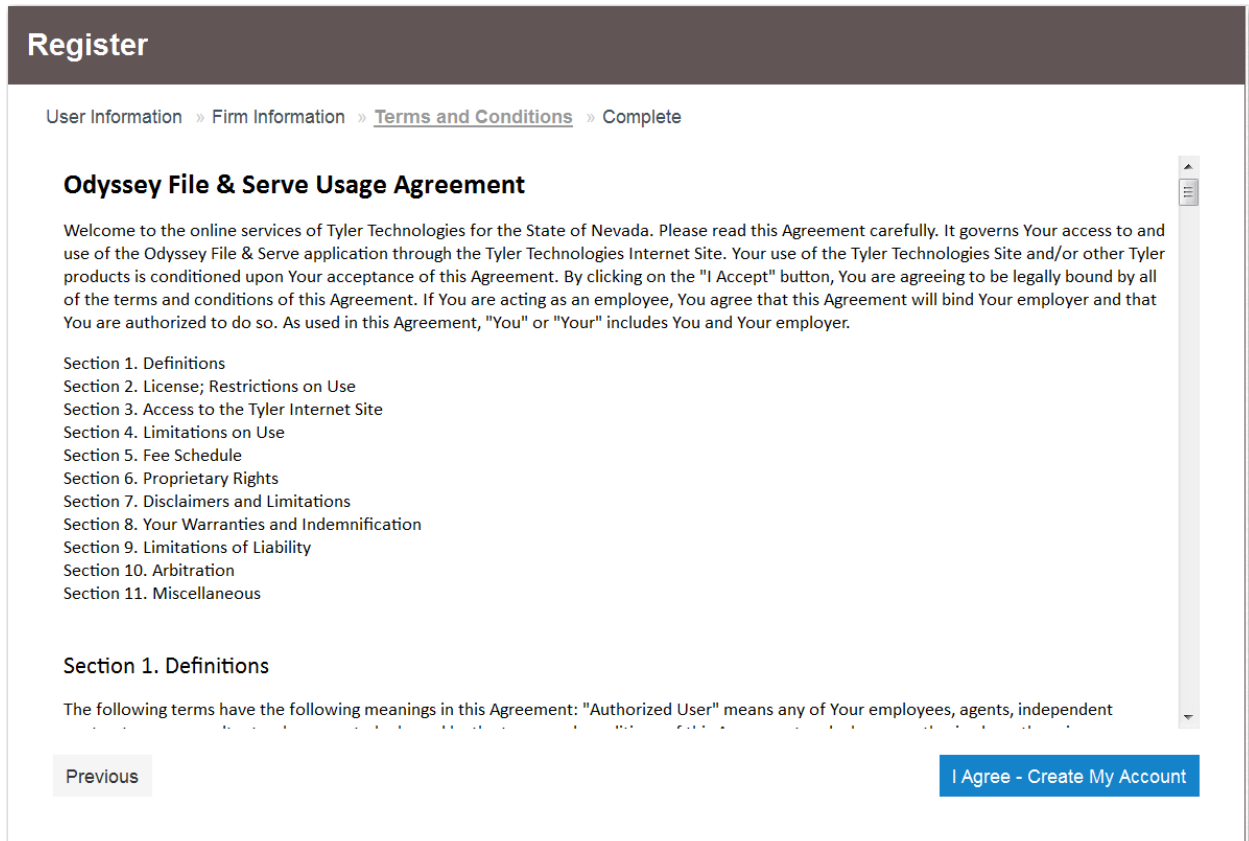 Register
User Information » Firm Information » Terms and Conditions » Complete
Odyssey File & Serve Usage Agreement
Welcome to the online services of Tyler Technologies for the State of Nevada. Please read this Agreement carefully. It governs Your access to and
use of the Odyssey File & Serve application through the Tyler Technologies Internet Site. Your use of the Tyler Technologies Site and/or other Tyler
products is conditioned upon Your acceptance of this Agreement. By clicking on the "I Accept" button, You are agreeing to be legally bound by all
of the terms and conditions of this Agreement. If You are acting as an employee, You agree that this Agreement will bind Your employer and that
You are authorized to do so. As used in this Agreement, "You" or "Your" includes You and Your employer.
Section 1. Definitions
Section 2. License; Restrictions on Use
Section 3. Access to the Tyler Internet Site
Section 4. Limitations on Use
Section 5. Fee Schedule
Section 6. Proprietary Rights
Section 7. Disclaimers and Limitations
Section 8. Your Warranties and Indemnification
Section 9. Limitations of Liability
Section 10. Arbitration
Section 11. Miscellaneous
Section 1. Definitions
The following terms have the following meanings in this Agreement: "Authorized User" means any of Your employees, agents, independent
Previous
I Agree - Create My Account